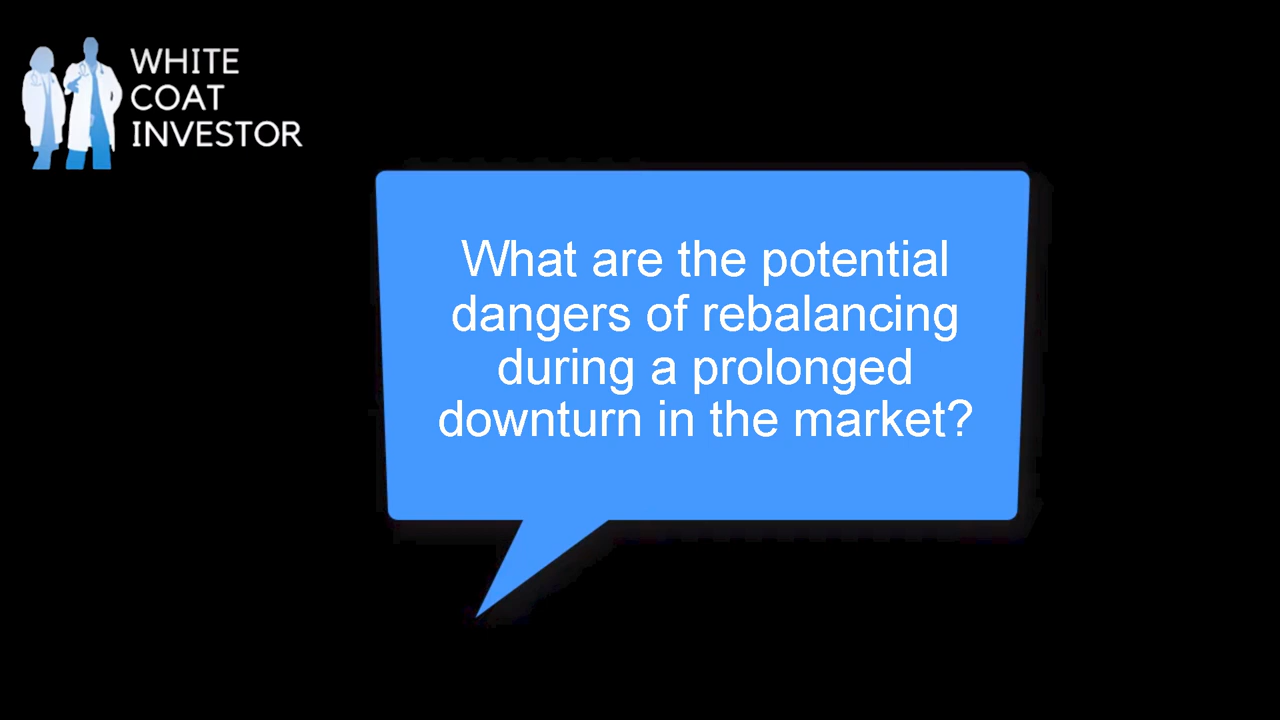 WHITE
COAT
INVESTOR
What are the potential
dangers of rebalancing
during a prolonged
downturn in the market?